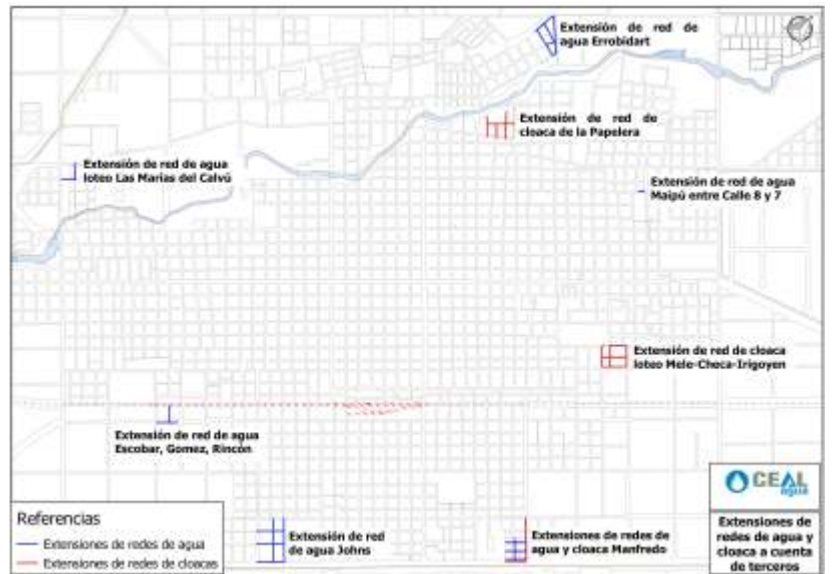 Extensión de red de
agua Errobidart
Extensión de red de
cloaca de la Papelera
Extensión de red de agua
loteo Las Marias del Calvú
Extensión de red de agua
Maipú entre Calle 8 y 7
Extensión de red de cloaca
loteo Mele-Checa-Irigoyen
Extensión de red de agua
Escobar, Gomez, Rincón
Extensión de red
de agua Johns
Extensiones de redes de
agua y cloaca Manfredo
Referencias
Extensiones de redes de agua
Extensiones de redes de cloacas
CEAL
agua
Extensiones de
redes de agua y
cloaca a cuenta
de terceros